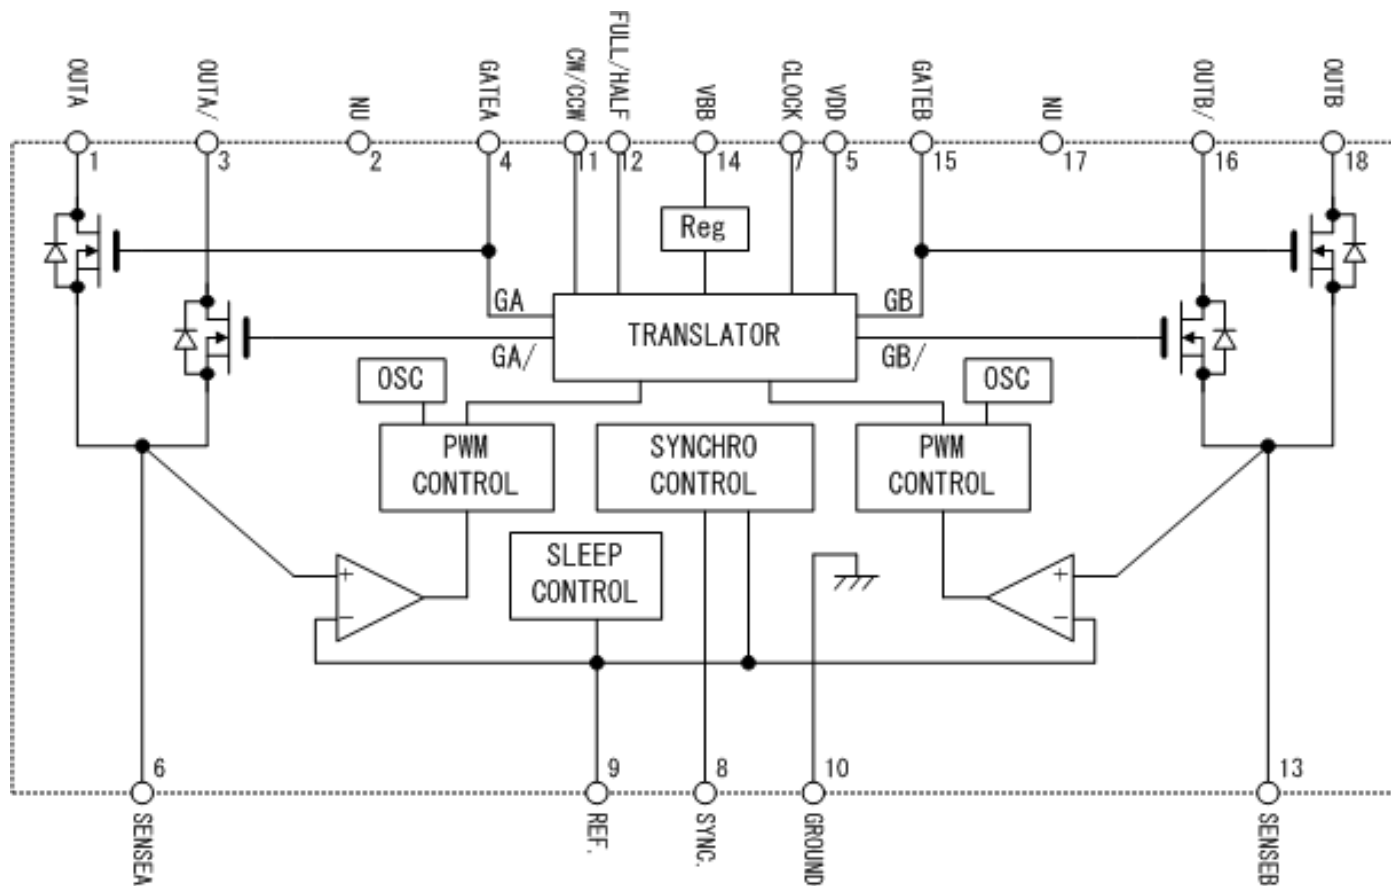 OUTA
OUTA/
NU
GATEA
CW/CCW
FULL/HALF
VBB
CLOCK
VDD
GATEB
NU
OUTB/
OUTB
1
3
2
4
11
12
14
7
5
15
17
16
18
Reg
GA
GB
TRANSLATOR
GA/
GB/
OSC
OSC
PWM
CONTROL
SYNCHRO
CONTROL
PWM
CONTROL
SLEEP
CONTROL
+
−
+
−
6
9
8
10
13
SENSEA
REF.
SYNC.
GROUND
SENSEB